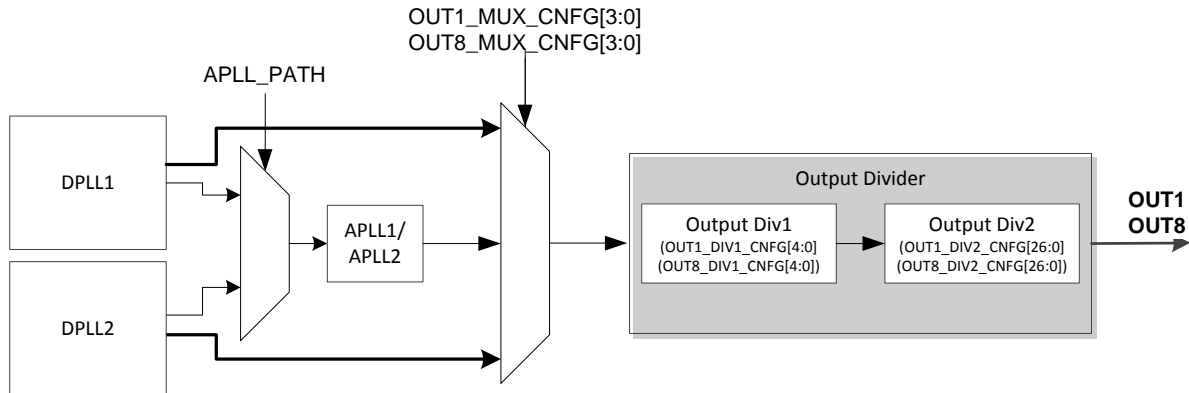 OUT1_MUX_CNFG[3:0]
OUT8_MUX_CNFG[3:0]
APLL_PATH
DPLL1
DPLL2
APLL1/
APLL2
Output Divider
Output Div1
(OUT1_DIV1_CNFG[4:0]
(OUT8_DIV1_CNFG[4:0])
Output Div2
(OUT1_DIV2_CNFG[26:0]
(OUT8_DIV2_CNFG[26:0])
OUT1
OUT8